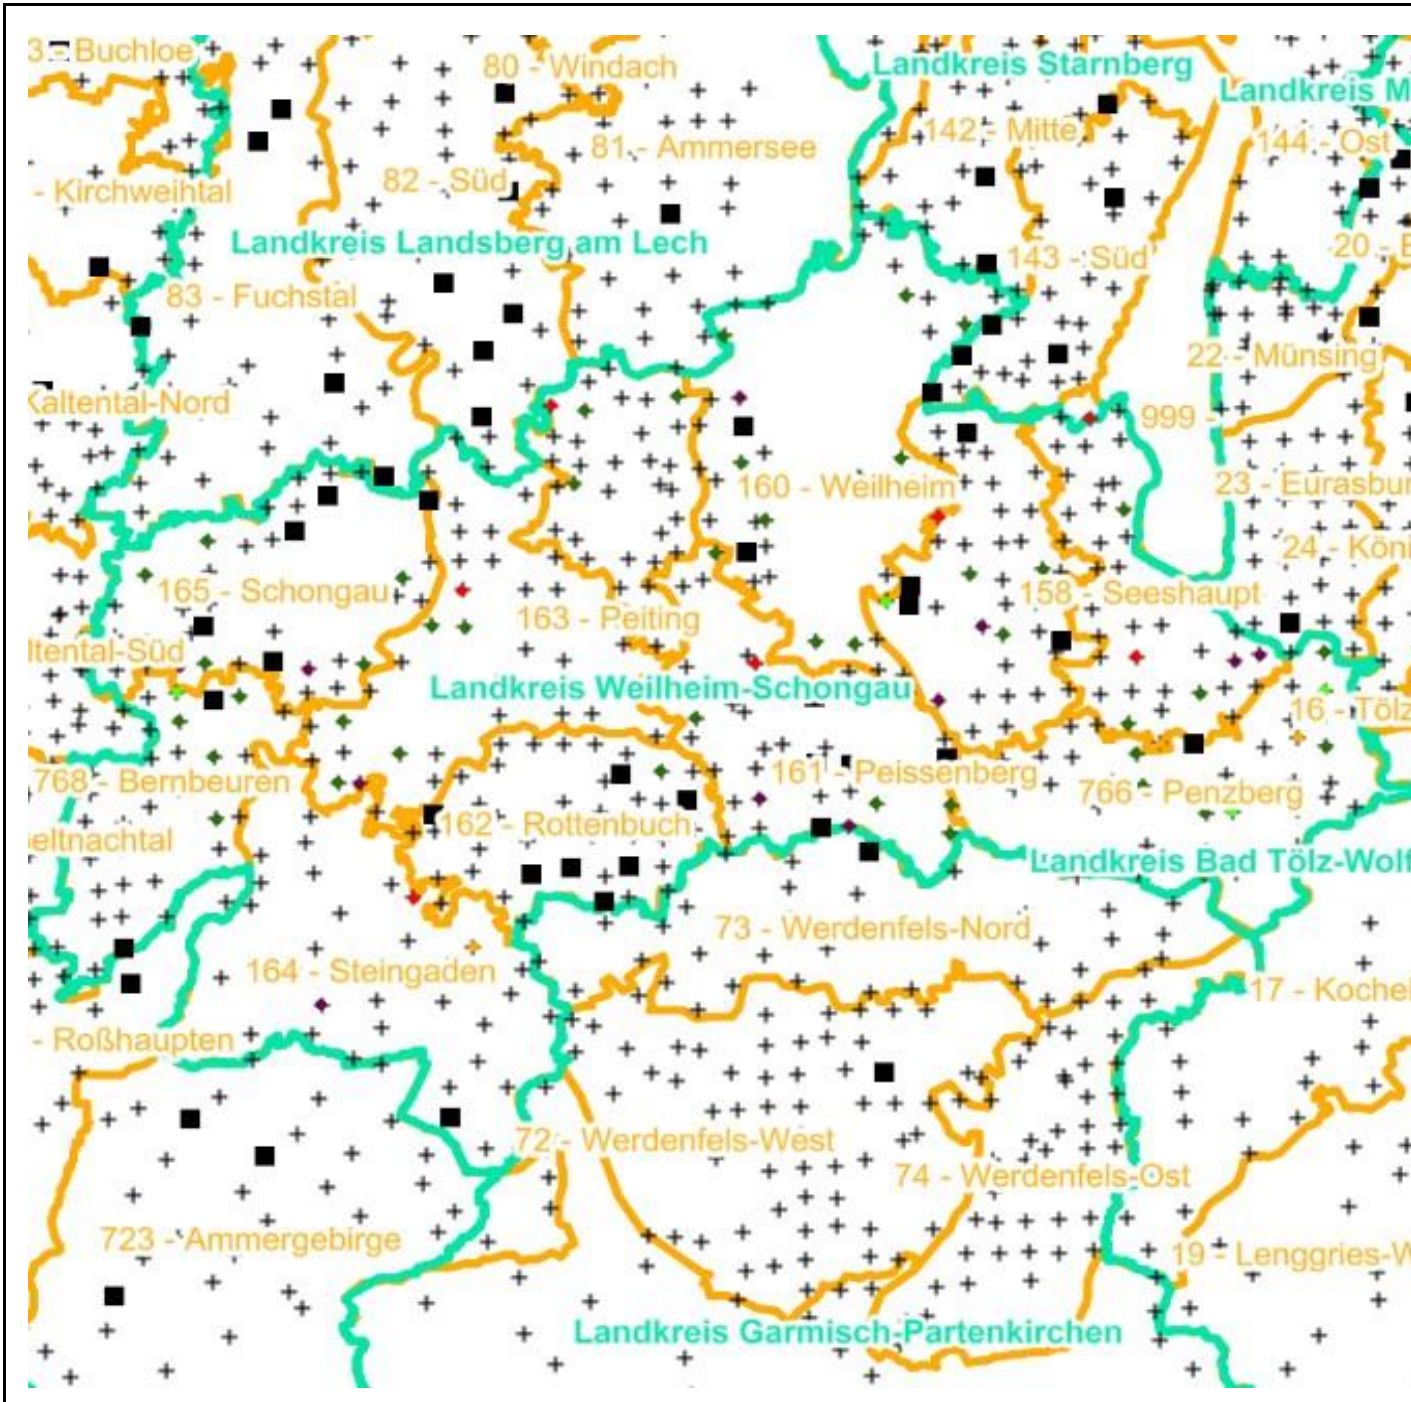 3 - Buchloe
80 - Windach
Landkreis Starnberg
Landkreis M
142 - Mitte
144 - Ost
81 - Ammersee
82 - Süd
- Kirchweihtal
Landkreis Landsberg am Lech
143 - Süd
20 -
83 - Fuchstal
22 - Münsing
Kaltental-Nord
999 -
160 - Weilheim
23 - Eurasbur
24 - Köni
165 - Schongau
158 - Seeshaupt
163 - Peiting
ltental-Süd
Landkreis Weilheim-Schongau
16 - Tölz
768 - Bernbeuren
161 - Peissenberg
766 - Penzberg
162 - Rottenbuch
eltnachtal
Landkreis Bad Tölz-Wolf
73 - Werdenfels-Nord
164 - Steingaden
17 - Kochel
- Roßhaupten
72 - Werdenfels-West
74 - Werdenfels-Ost
723 - Ammergebirge
19 - Lenggries-W
Landkreis Garmisch-Partenkirchen